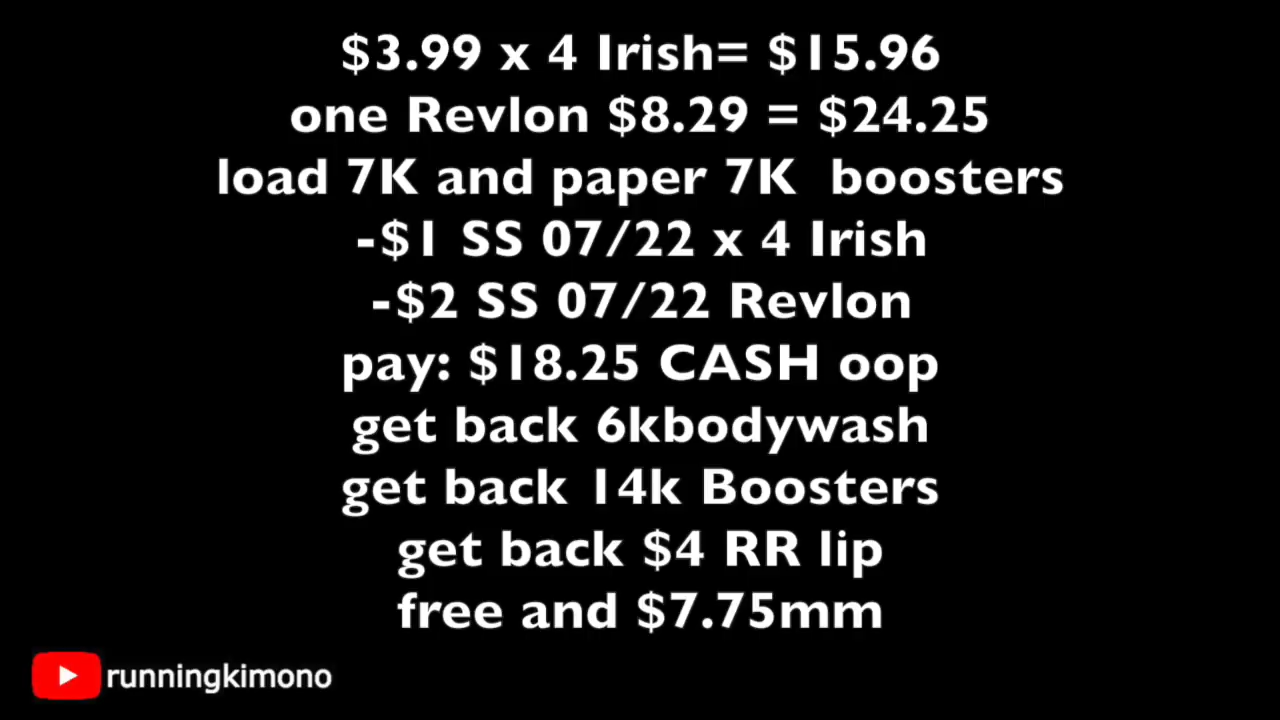 $3.99 x 4 Irish= $15.96
one Revlon $8.29 = $24.25
load 7K and paper 7K  boosters
-$1 SS 07/22 x 4 Irish
-$2 SS 07/22 Revlon
pay: $18.25 CASH oop
get back 6kbodywash
get back 14k Boosters
get back $4 RR lip
free and $7.75mm
runningkimono